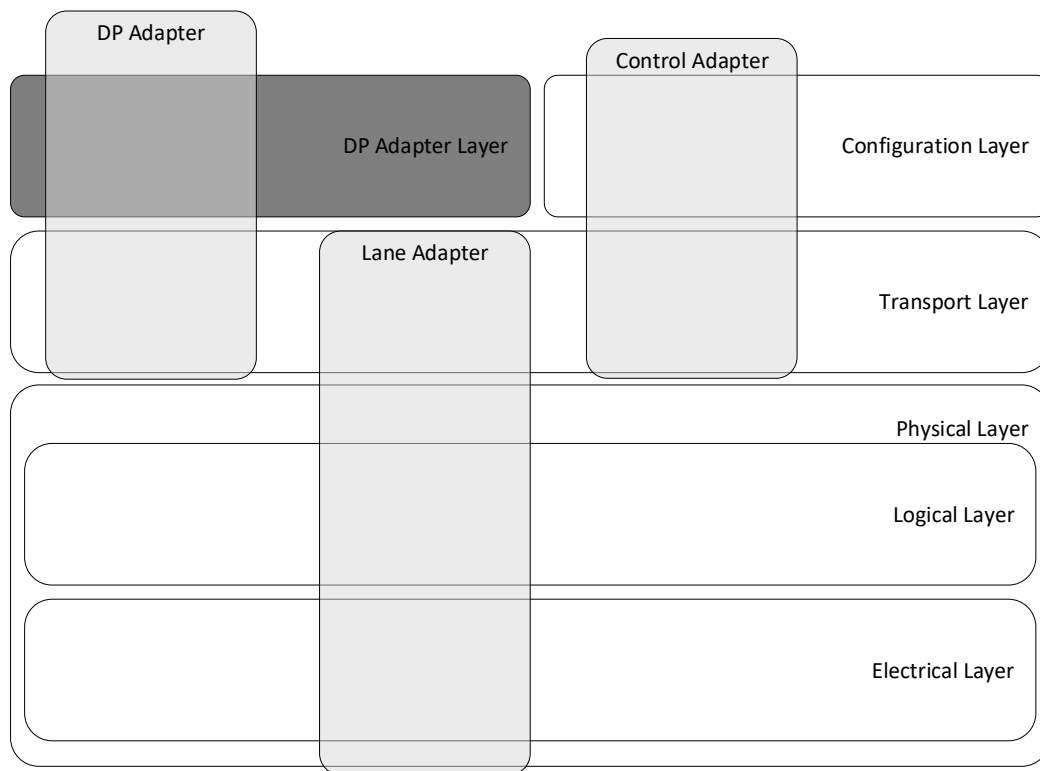 DP Adapter
Control Adapter
DP Adapter Layer
Configuration Layer
Lane Adapter
Transport Layer
Physical Layer
Logical Layer
Electrical Layer